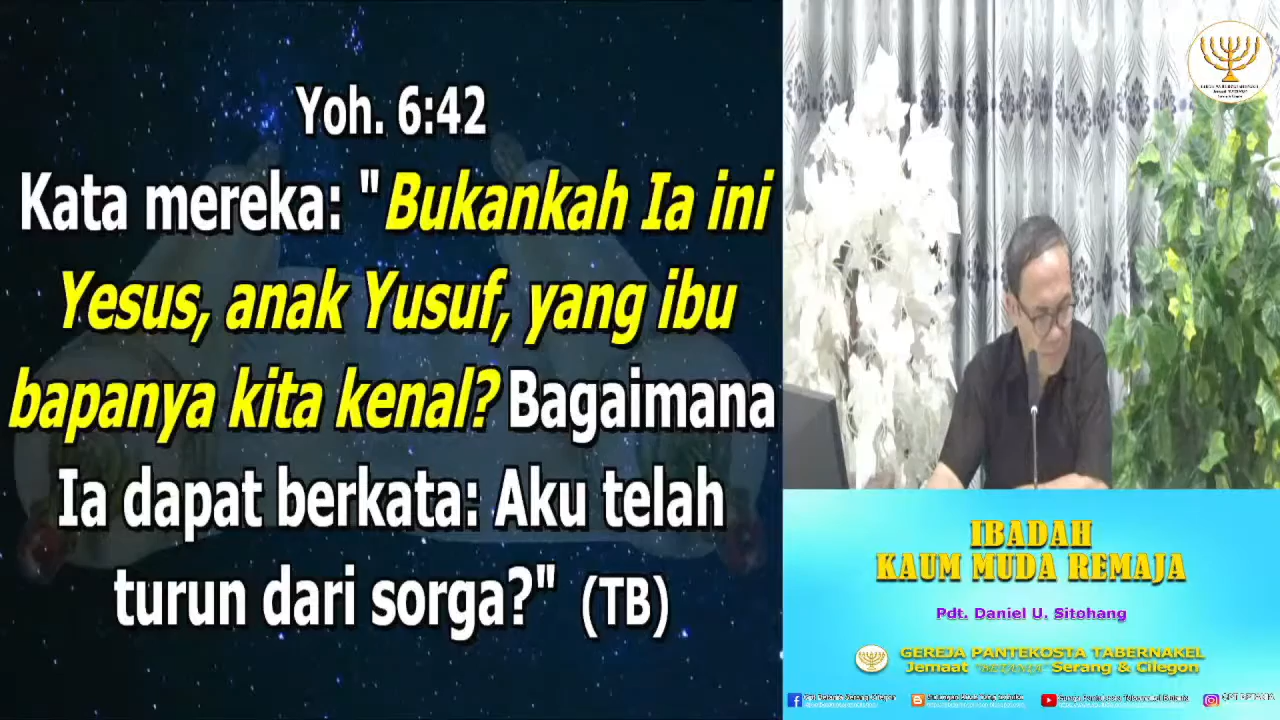 Yoh. 6:42
Kata mereka: "Bukankah Ia ini
Yesus, anak Yusuf, yang ibu
bapanya kita kenal? Bagaimana
Ia dapat berkata: Aku telah
turun dari sorga?" (TB)
IBADAH
KAUM MUDA REMAJA
Pdt. Daniel U. Sitohang
GEREJA PANTEKOSTA TABERNAKEL
Jemaat "BETANIA" Serang & Cilegon